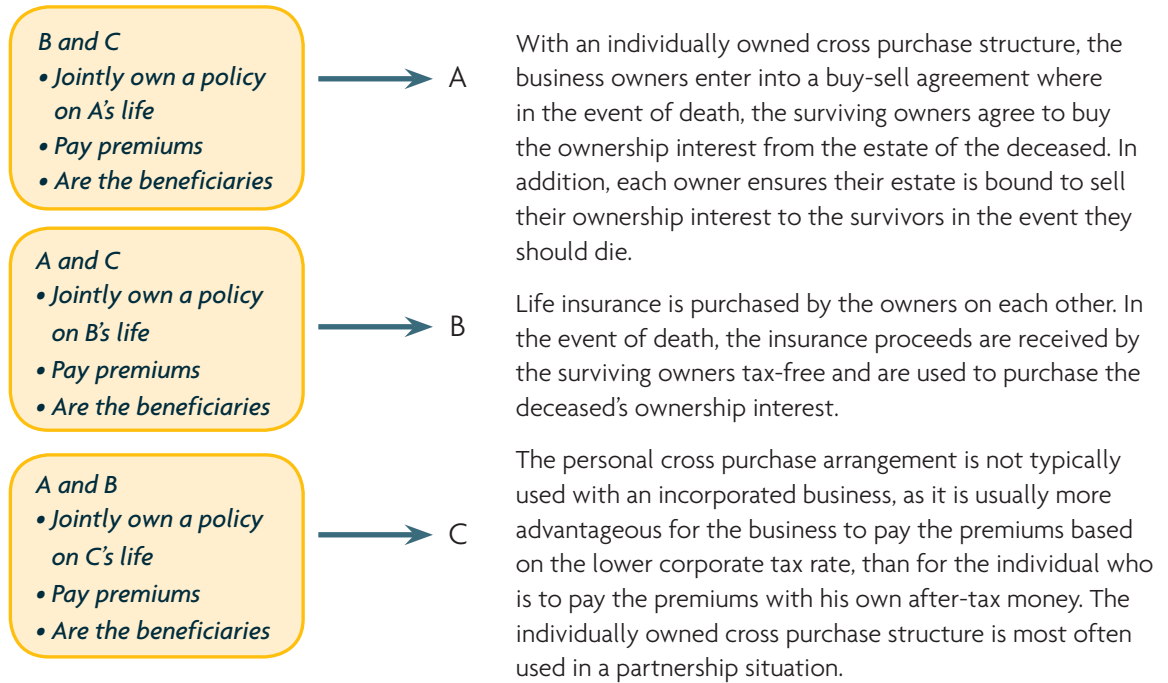 B and C
• Jointly own a policy
on A's life
• Pay premiums
• Are the beneficiaries
A
A and C
• Jointly own a policy
on B's life
• Pay premiums
• Are the beneficiaries
B
A and B
• Jointly own a policy
on C's life
• Pay premiums
• Are the beneficiaries
C
With an individually owned cross purchase structure, the
business owners enter into a buy-sell agreement where
in the event of death, the surviving owners agree to buy
the ownership interest from the estate of the deceased. In
addition, each owner ensures their estate is bound to sell
their ownership interest to the survivors in the event they
should die.
Life insurance is purchased by the owners on each other. In
the event of death, the insurance proceeds are received by
the surviving owners tax-free and are used to purchase the
deceased's ownership interest.
The personal cross purchase arrangement is not typically
used with an incorporated business, as it is usually more
advantageous for the business to pay the premiums based
on the lower corporate tax rate, than for the individual who
is to pay the premiums with his own after-tax money. The
individually owned cross purchase structure is most often
used in a partnership situation.